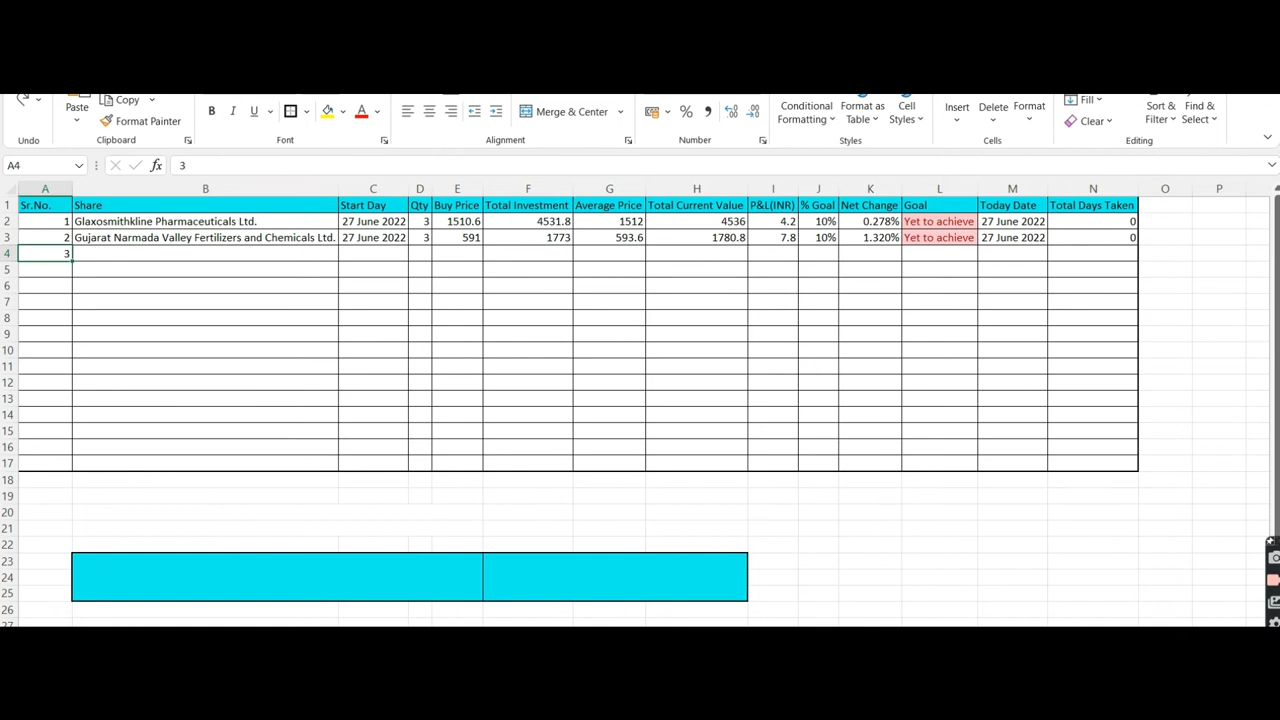 Copy
Paste
Format Painter
Undo
Clipboard
B I U A
Font
Merge & Center
Alignment
% 9
Number
Conditional Formatting
Format as Table
Cell Styles
Styles
Insert
Delete
Format
Cells
Fill
Clear
Sort & Filter
Find & Select
Editing
A4 fx 3
A B C D E F G H I J K L M N O P
1 Sr.No. Share Start Day Qty Buy Price Total Investment Average Price Total Current Value P&L(INR) % Goal Net Change Goal Today Date Total Days Taken
2 1 Glaxosmithkline Pharmaceuticals Ltd. 27 June 2022 3 1510.6 4531.8 1512 4536 4.2 10% 0.278% Yet to achieve 27 June 2022 0
3 2 Gujarat Narmada Valley Fertilizers and Chemicals Ltd. 27 June 2022 3 591 1773 593.6 1780.8 7.8 10% 1.320% Yet to achieve 27 June 2022 0
4 3
5
6
7
8
9
10
11
12
13
14
15
16
17
18
19
20
21
22
23
24
25
26
27